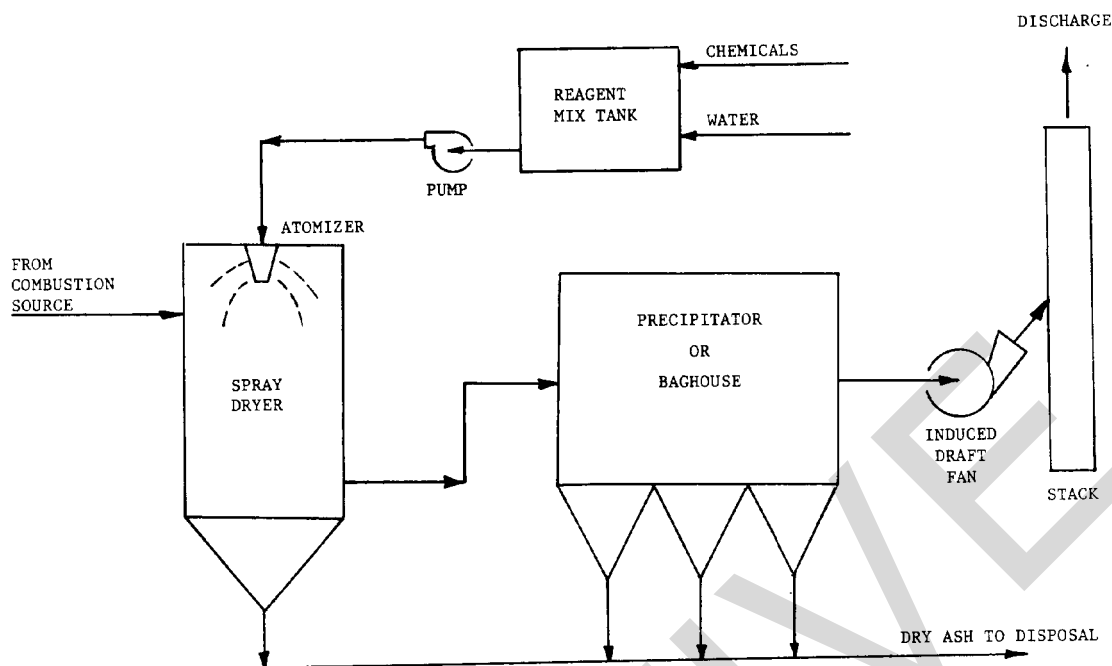 DISCHARGE
CHEMICALS
REAGENT
MIX TANK
WATER
PUMP
ATOMIZER
FROM
COMBUSTION
SOURCE
SPRAY
DRYER
PRECIPITATOR
OR
BAGHOUSE
INDUCED
DRAFT
FAN
STACK
DRY ASH TO DISPOSAL